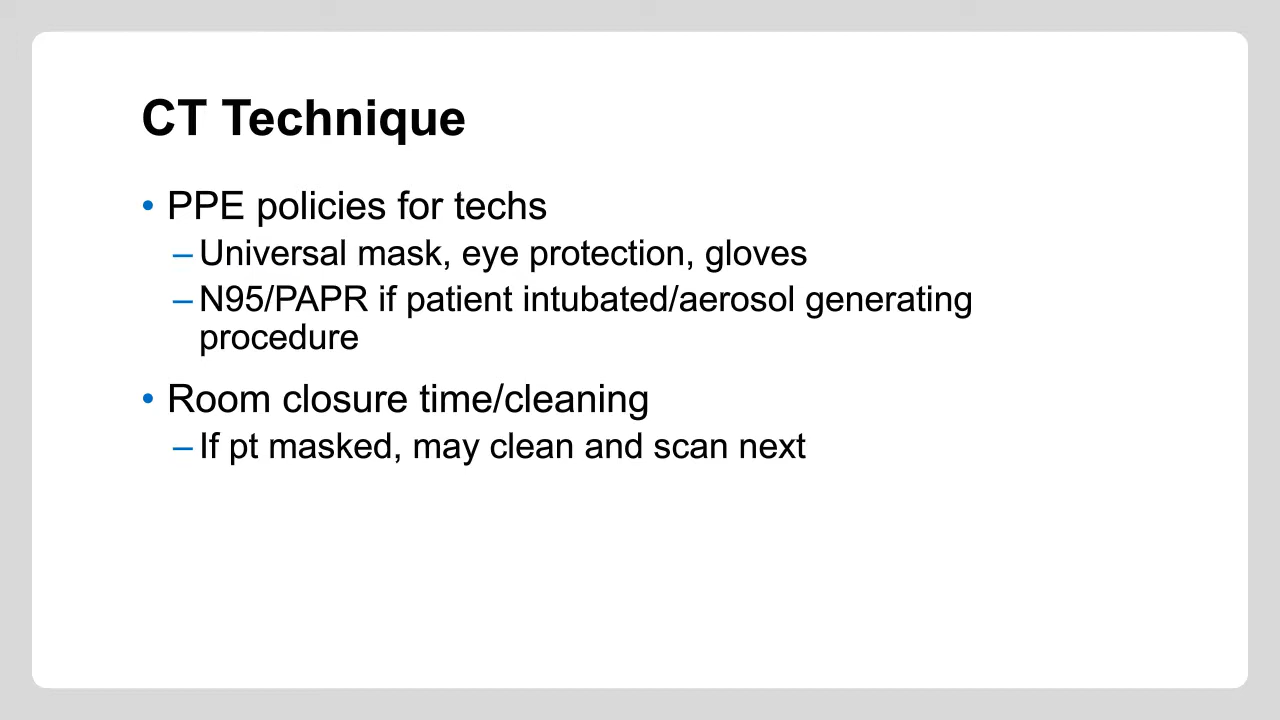 CT Technique
• PPE policies for techs
– Universal mask, eye protection, gloves
– N95/PAPR if patient intubated/aerosol generating
procedure
• Room closure time/cleaning
– If pt masked, may clean and scan next